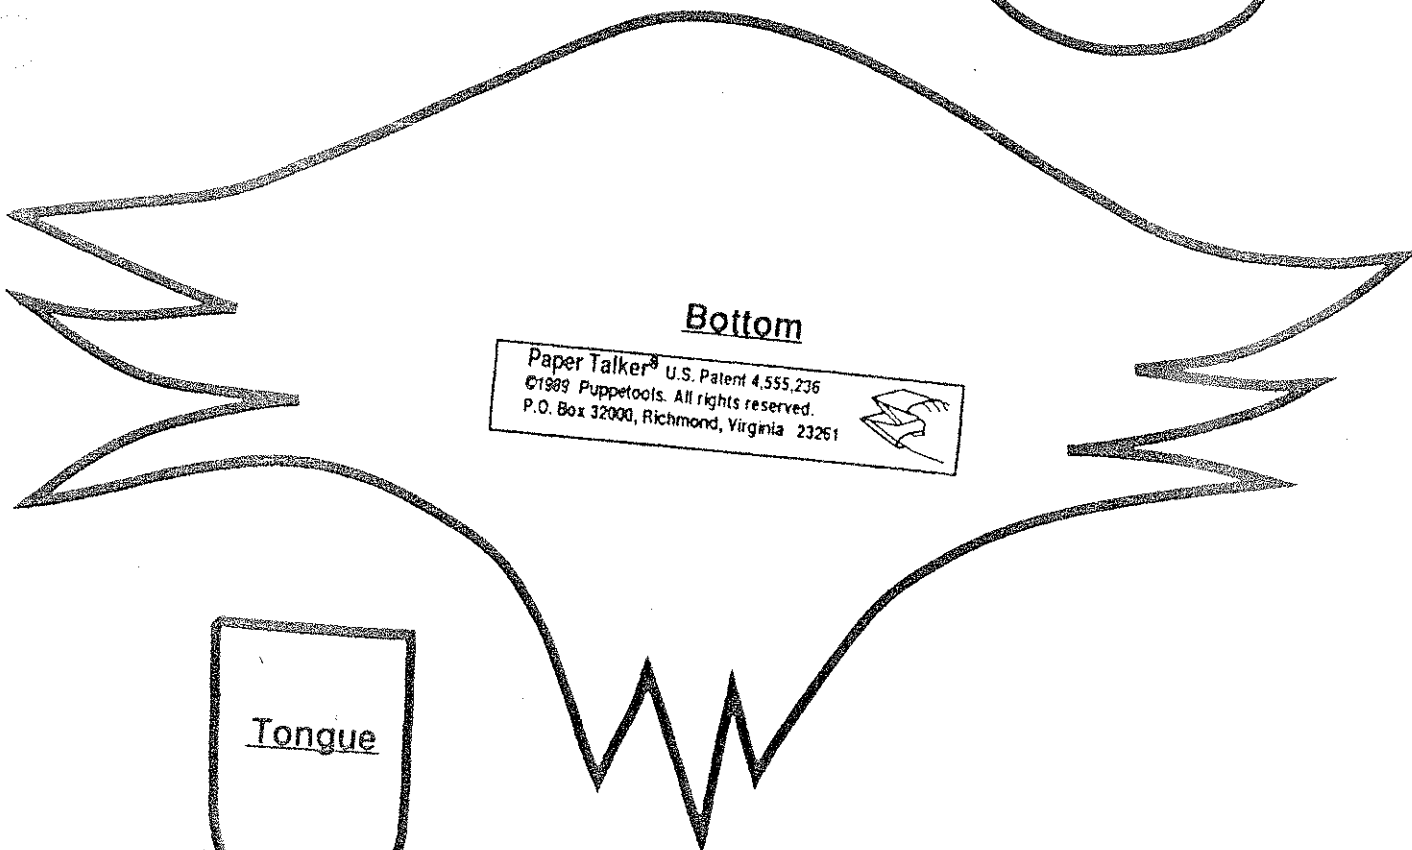 Bottom
Paper Talker® U.S. Patent 4,555,236
©1989 Puppetools. All rights reserved.
P.O. Box 32000, Richmond, Virginia 23261
Tongue